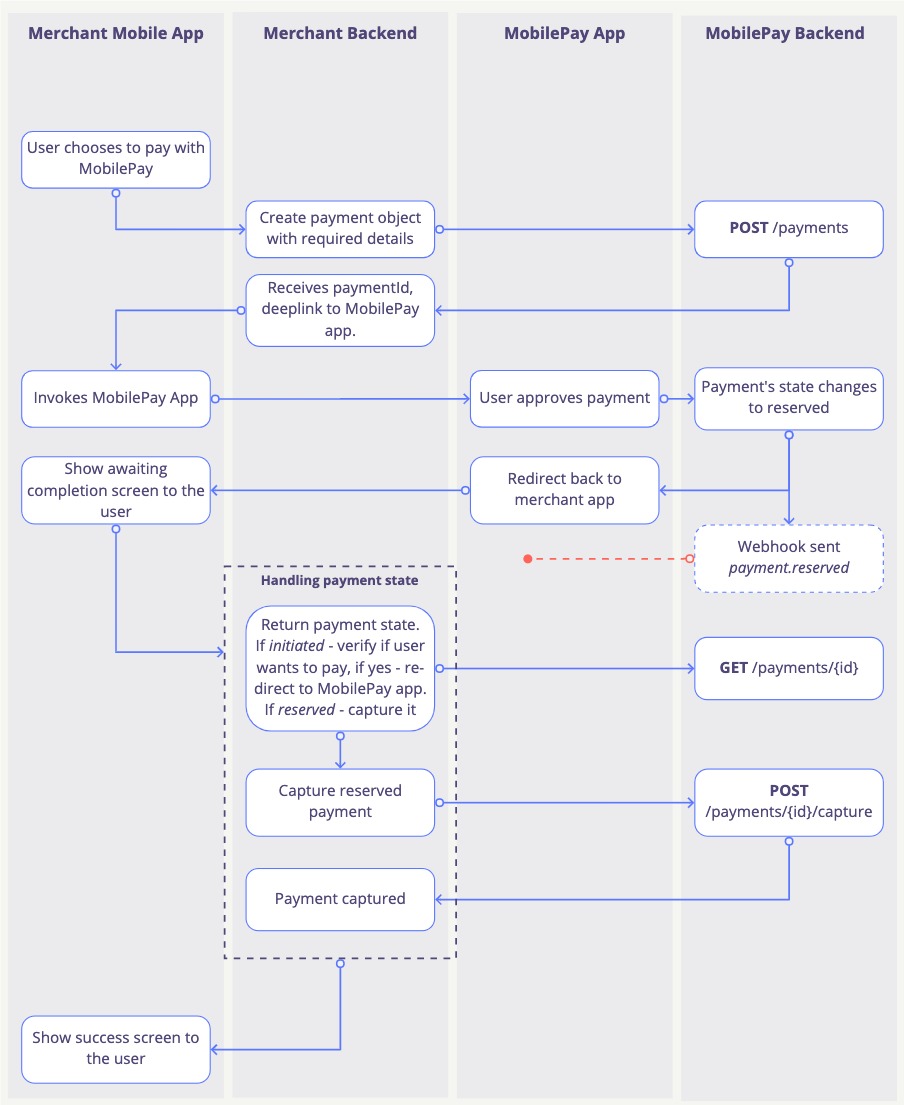 Merchant Mobile App
Merchant Backend
MobilePay App
MobilePay Backend
User chooses to pay with
MobilePay
Create payment object
with required details
POST /payments
Receives paymentId,
deeplink to MobilePay
app.
Invokes MobilePay App
User approves payment
Payment's state changes
to reserved
Show awaiting
completion screen to the
user
Redirect back to
merchant app
Webhook sent
payment.reserved
Handling payment state
Return payment state.
If initiated - verify if user
wants to pay, if yes - re-
direct to MobilePay app.
If reserved - capture it
GET /payments/{id}
Capture reserved
payment
POST
/payments/{id}/capture
Payment captured
Show success screen to
the user